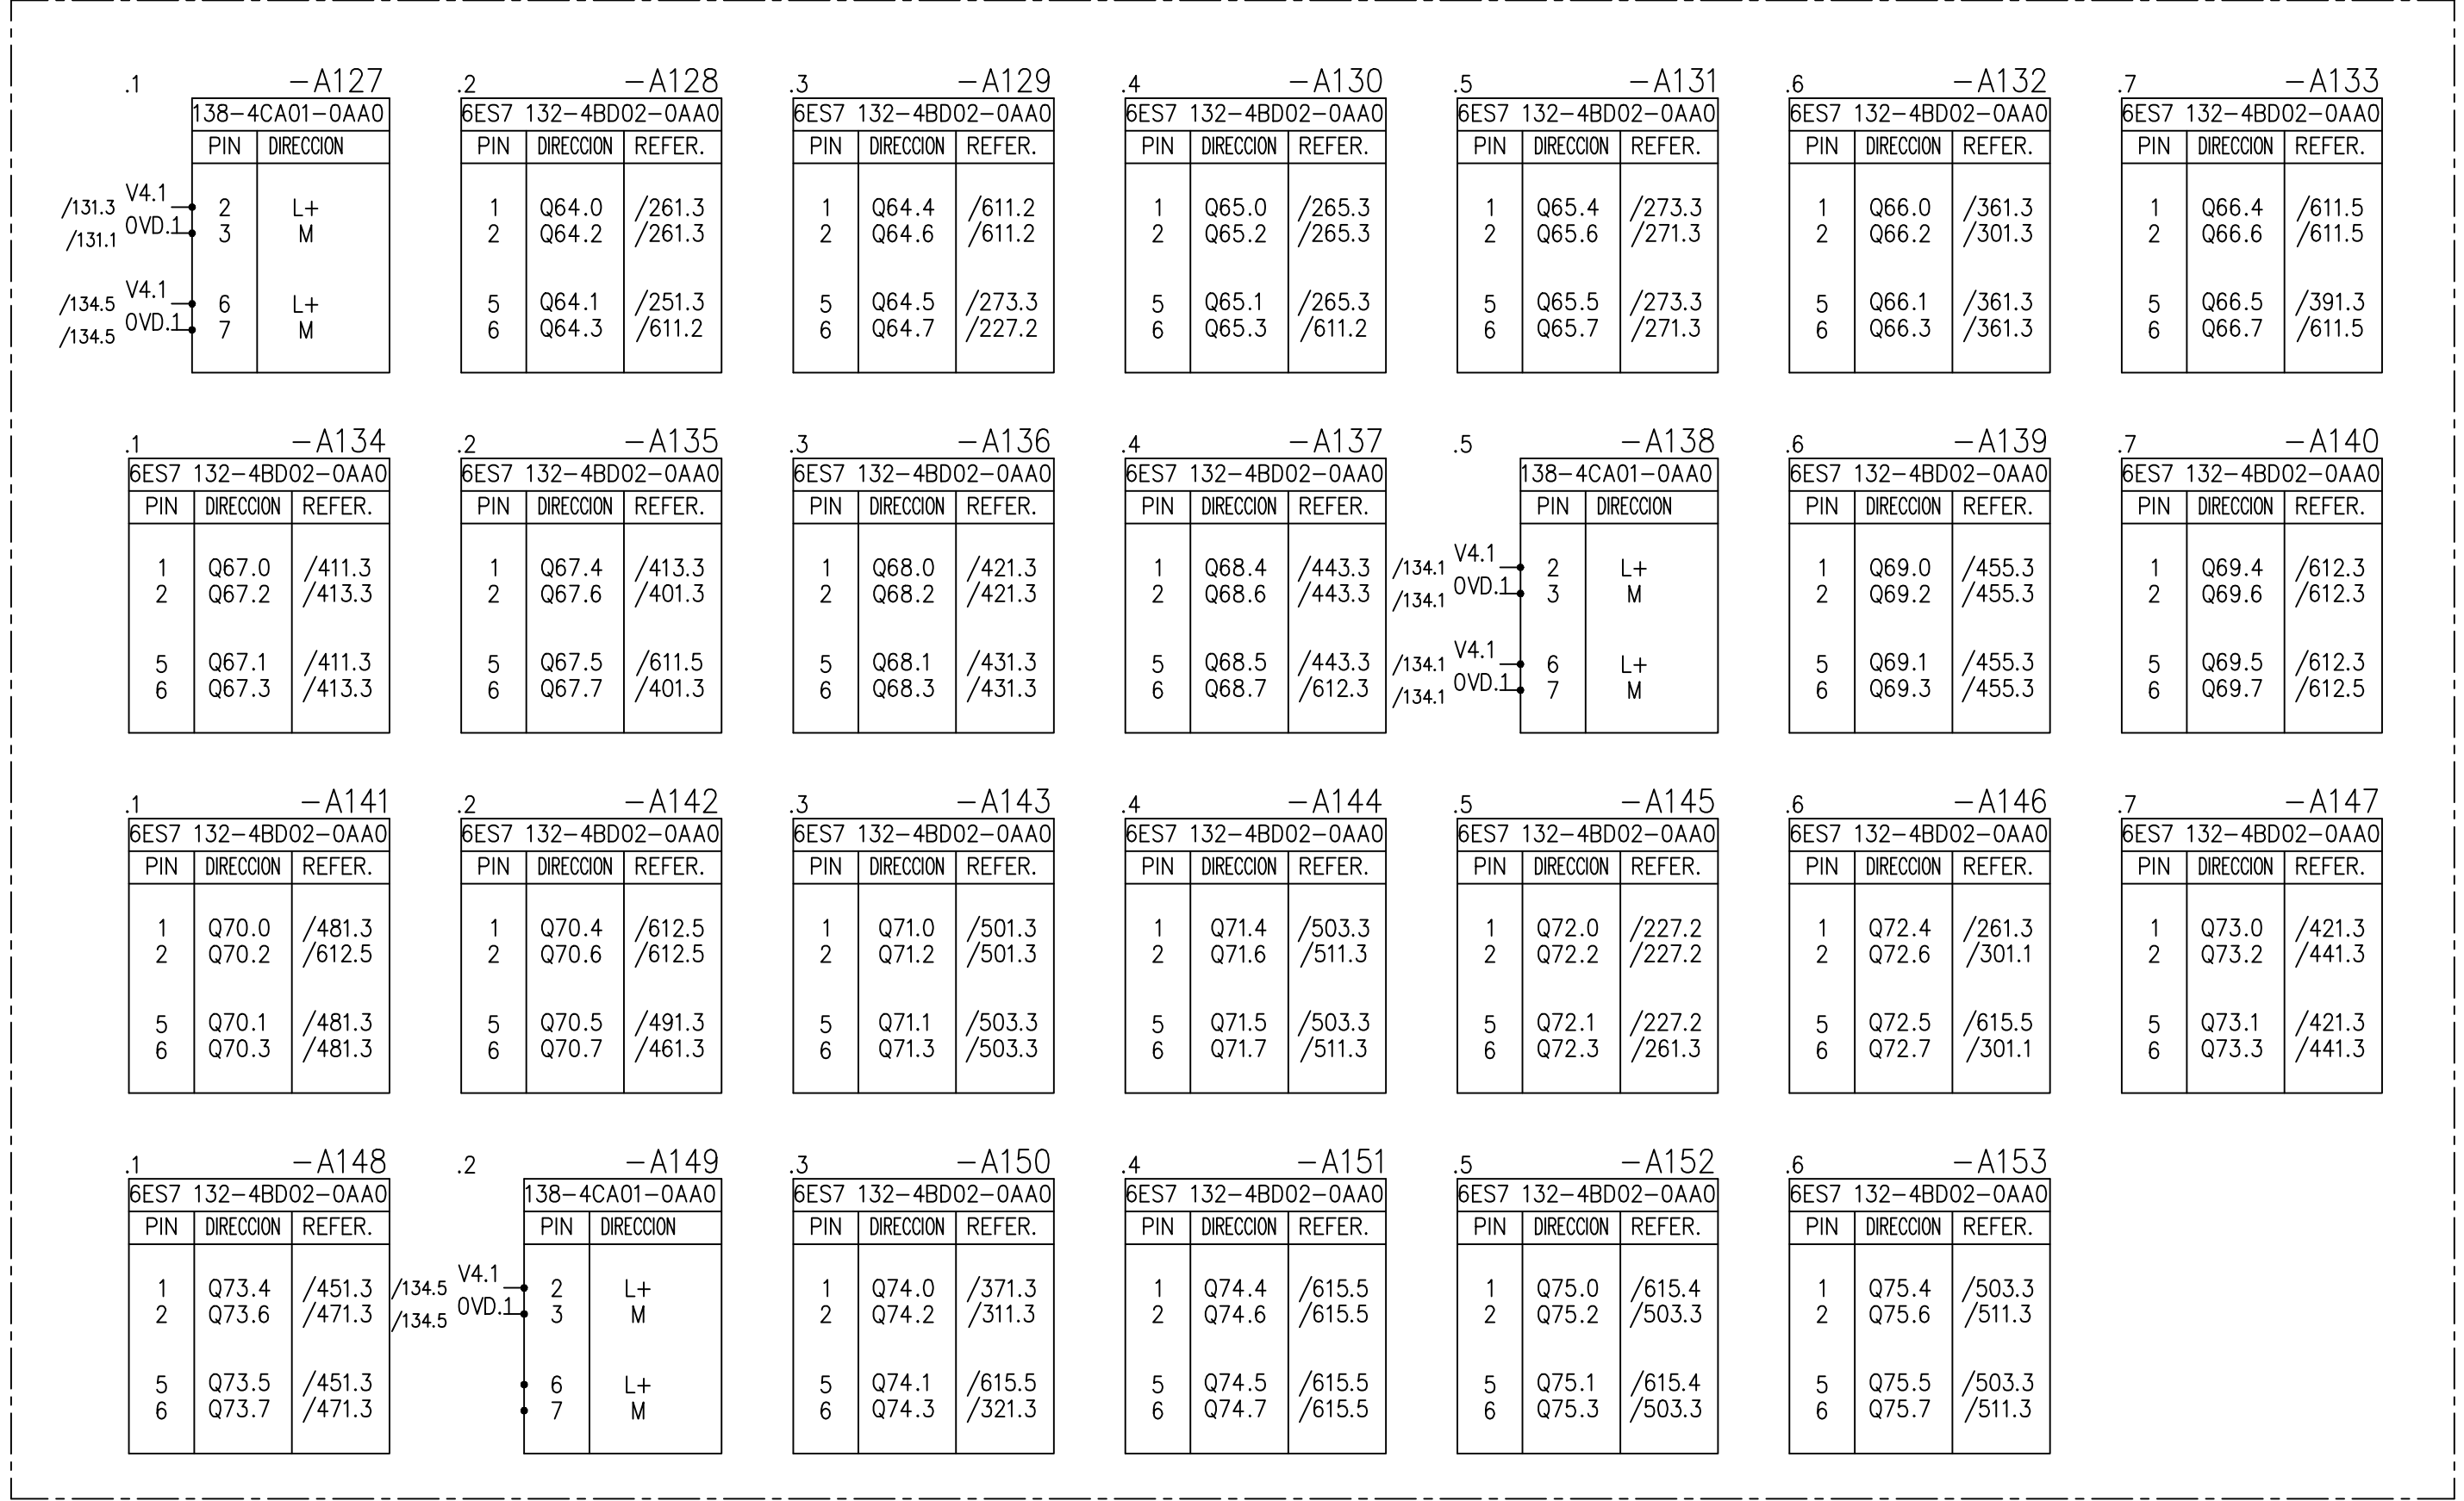 .1 -A127 .2 -A128 .3 -A129 .4 -A130 .5 -A131 .6 -A132 .7 -A133
138-4CA01-0AA0 6ES7 132-4BD02-0AA0 6ES7 132-4BD02-0AA0 6ES7 132-4BD02-0AA0 6ES7 132-4BD02-0AA0 6ES7 132-4BD02-0AA0 6ES7 132-4BD02-0AA0
PIN DIRECCION PIN DIRECCION REFER. PIN DIRECCION REFER. PIN DIRECCION REFER. PIN DIRECCION REFER. PIN DIRECCION REFER. PIN DIRECCION REFER.
/131.3 V4.1 2 L+ 1 Q64.0 /261.3 1 Q64.4 /611.2 1 Q65.0 /265.3 1 Q65.4 /273.3 1 Q66.0 /361.3 1 Q66.4 /611.5
/131.1 0VD.1 3 M 2 Q64.2 /261.3 2 Q64.6 /611.2 2 Q65.2 /265.3 2 Q65.6 /271.3 2 Q66.2 /301.3 2 Q66.6 /611.5
/134.5 V4.1 6 L+ 5 Q64.1 /251.3 5 Q64.5 /273.3 5 Q65.1 /265.3 5 Q65.5 /273.3 5 Q66.1 /361.3 5 Q66.5 /391.3
/134.5 0VD.1 7 M 6 Q64.3 /611.2 6 Q64.7 /227.2 6 Q65.3 /611.2 6 Q65.7 /271.3 6 Q66.3 /361.3 6 Q66.7 /611.5
.1 -A134 .2 -A135 .3 -A136 .4 -A137 .5 -A138 .6 -A139 .7 -A140
6ES7 132-4BD02-0AA0 6ES7 132-4BD02-0AA0 6ES7 132-4BD02-0AA0 6ES7 132-4BD02-0AA0 138-4CA01-0AA0 6ES7 132-4BD02-0AA0 6ES7 132-4BD02-0AA0
PIN DIRECCION REFER. PIN DIRECCION REFER. PIN DIRECCION REFER. PIN DIRECCION REFER. PIN DIRECCION PIN DIRECCION REFER. PIN DIRECCION REFER.
1 Q67.0 /411.3 1 Q67.4 /413.3 1 Q68.0 /421.3 1 Q68.4 /443.3 /134.1 V4.1 2 L+ 1 Q69.0 /455.3 1 Q69.4 /612.3
2 Q67.2 /413.3 2 Q67.6 /401.3 2 Q68.2 /421.3 2 Q68.6 /443.3 /134.1 0VD.1 3 M 2 Q69.2 /455.3 2 Q69.6 /612.3
5 Q67.1 /411.3 5 Q67.5 /611.5 5 Q68.1 /431.3 5 Q68.5 /443.3 /134.1 V4.1 6 L+ 5 Q69.1 /455.3 5 Q69.5 /612.3
6 Q67.3 /413.3 6 Q67.7 /401.3 6 Q68.3 /431.3 6 Q68.7 /612.3 /134.1 0VD.1 7 M 6 Q69.3 /455.3 6 Q69.7 /612.5
.1 -A141 .2 -A142 .3 -A143 .4 -A144 .5 -A145 .6 -A146 .7 -A147
6ES7 132-4BD02-0AA0 6ES7 132-4BD02-0AA0 6ES7 132-4BD02-0AA0 6ES7 132-4BD02-0AA0 6ES7 132-4BD02-0AA0 6ES7 132-4BD02-0AA0 6ES7 132-4BD02-0AA0
PIN DIRECCION REFER. PIN DIRECCION REFER. PIN DIRECCION REFER. PIN DIRECCION REFER. PIN DIRECCION REFER. PIN DIRECCION REFER. PIN DIRECCION REFER.
1 Q70.0 /481.3 1 Q70.4 /612.5 1 Q71.0 /501.3 1 Q71.4 /503.3 1 Q72.0 /227.2 1 Q72.4 /261.3 1 Q73.0 /421.3
2 Q70.2 /612.5 2 Q70.6 /612.5 2 Q71.2 /501.3 2 Q71.6 /511.3 2 Q72.2 /227.2 2 Q72.6 /301.1 2 Q73.2 /441.3
5 Q70.1 /481.3 5 Q70.5 /491.3 5 Q71.1 /503.3 5 Q71.5 /503.3 5 Q72.1 /227.2 5 Q72.5 /615.5 5 Q73.1 /421.3
6 Q70.3 /481.3 6 Q70.7 /461.3 6 Q71.3 /503.3 6 Q71.7 /511.3 6 Q72.3 /261.3 6 Q72.7 /301.1 6 Q73.3 /441.3
.1 -A148 .2 -A149 .3 -A150 .4 -A151 .5 -A152 .6 -A153
6ES7 132-4BD02-0AA0 138-4CA01-0AA0 6ES7 132-4BD02-0AA0 6ES7 132-4BD02-0AA0 6ES7 132-4BD02-0AA0 6ES7 132-4BD02-0AA0
PIN DIRECCION REFER. PIN DIRECCION PIN DIRECCION REFER. PIN DIRECCION REFER. PIN DIRECCION REFER. PIN DIRECCION REFER.
1 Q73.4 /451.3 /134.5 V4.1 2 L+ 1 Q74.0 /371.3 1 Q74.4 /615.5 1 Q75.0 /615.4 1 Q75.4 /503.3
2 Q73.6 /471.3 /134.5 0VD.1 3 M 2 Q74.2 /311.3 2 Q74.6 /615.5 2 Q75.2 /503.3 2 Q75.6 /511.3
5 Q73.5 /451.3 6 L+ 5 Q74.1 /615.5 5 Q74.5 /615.5 5 Q75.1 /615.4 5 Q75.5 /503.3
6 Q73.7 /471.3 7 M 6 Q74.3 /321.3 6 Q74.7 /615.5 6 Q75.3 /503.3 6 Q75.7 /511.3